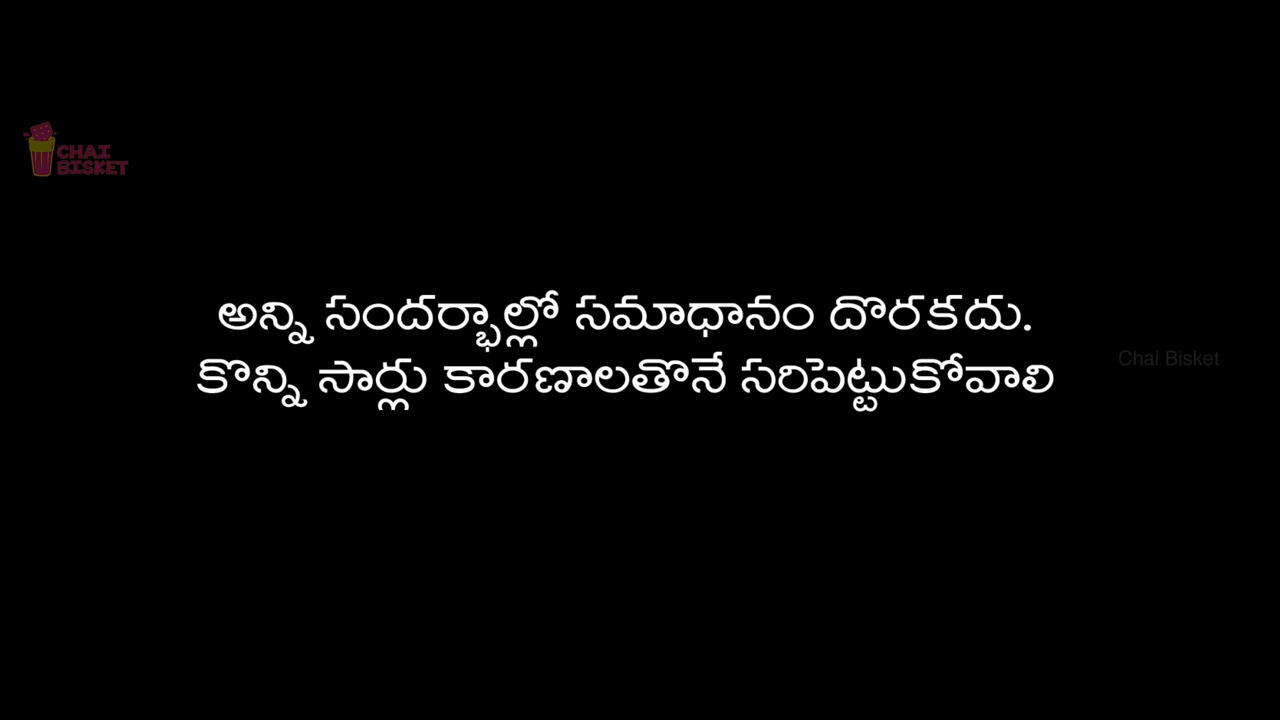 CHAI
BISKET
అన్ని సందర్భాల్లో సమాధానం దొరకదు.
కొన్ని సార్లు కారణాలతొనే సరిపెట్టుకోవాలి
Chai Bisket